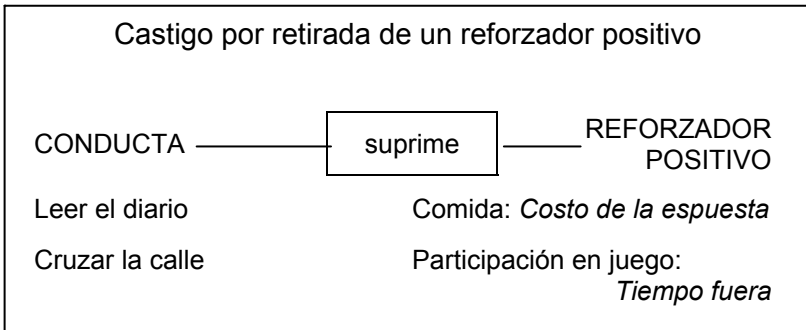 Castigo por retirada de un reforzador positivo
CONDUCTA
suprime
REFORZADOR
POSITIVO
Leer el diario
Comida: Costo de la espuesta
Cruzar la calle
Participación en juego:
Tiempo fuera